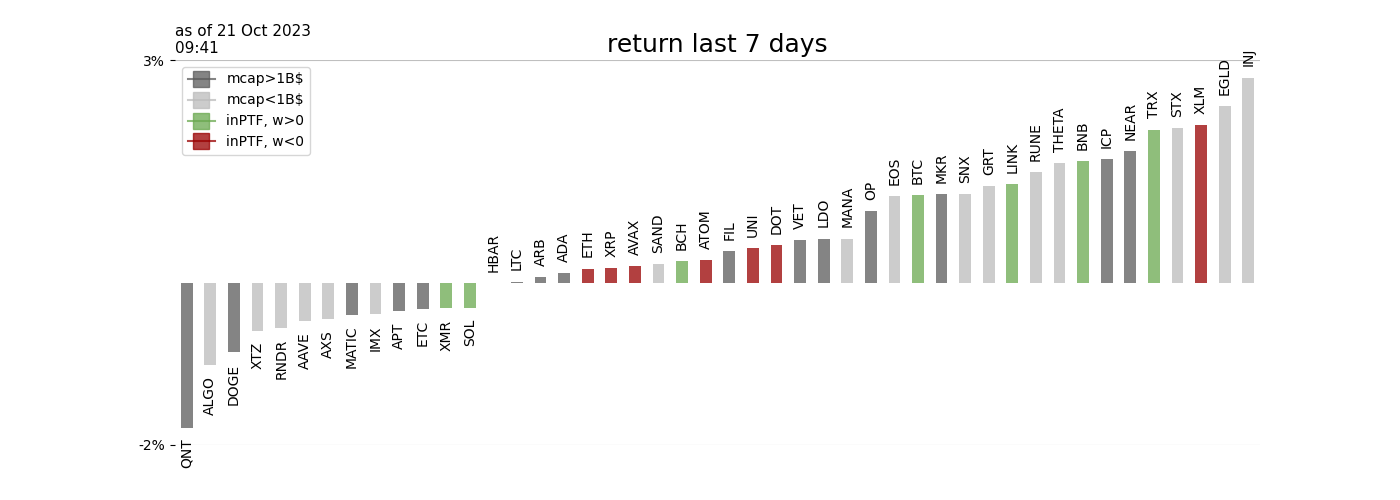 as of 21 Oct 2023
09:41
return last 7 days
3%
mcap>1B$
mcap<1B$
inPTF, w>0
inPTF, w<0
-2%
QNT
ALGO
DOGE
XTZ
RNDR
AAVE
AXS
MATIC
IMX
APT
ETC
XMR
SOL
HBAR
LTC
ARB
ADA
ETH
XRP
AVAX
SAND
BCH
ATOM
FIL
UNI
DOT
VET
LDO
MANA
OP
EOS
BTC
MKR
SNX
GRT
LINK
RUNE
THETA
BNB
ICP
NEAR
TRX
STX
XLM
EGLD
INJ